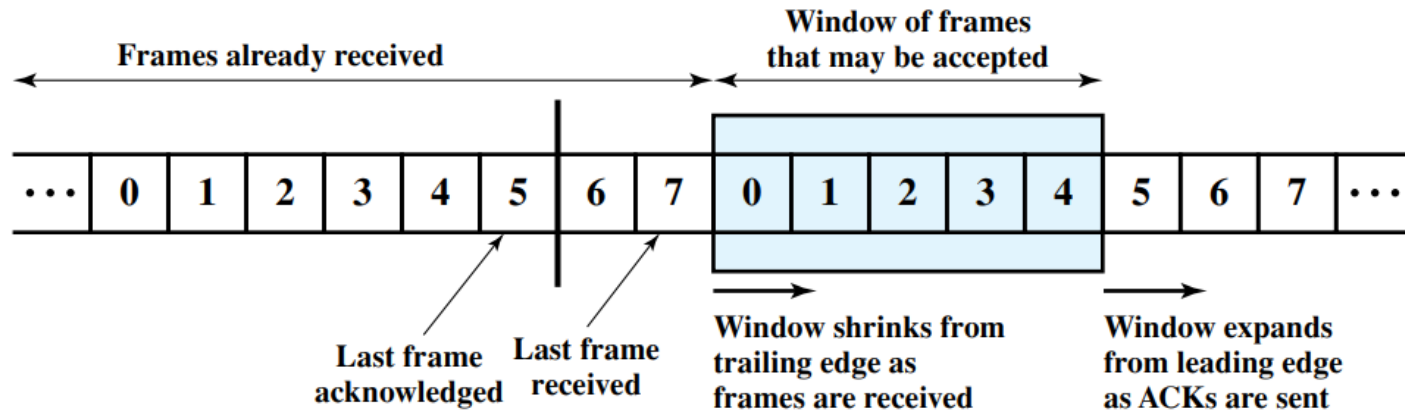 Window of frames
that may be accepted
Frames already received
··· 0 1 2 3 4 5 6 7 0 1 2 3 4 5 6 7 ···
Last frame
acknowledged
Last frame
received
Window shrinks from
trailing edge as
frames are received
Window expands
from leading edge
as ACKs are sent